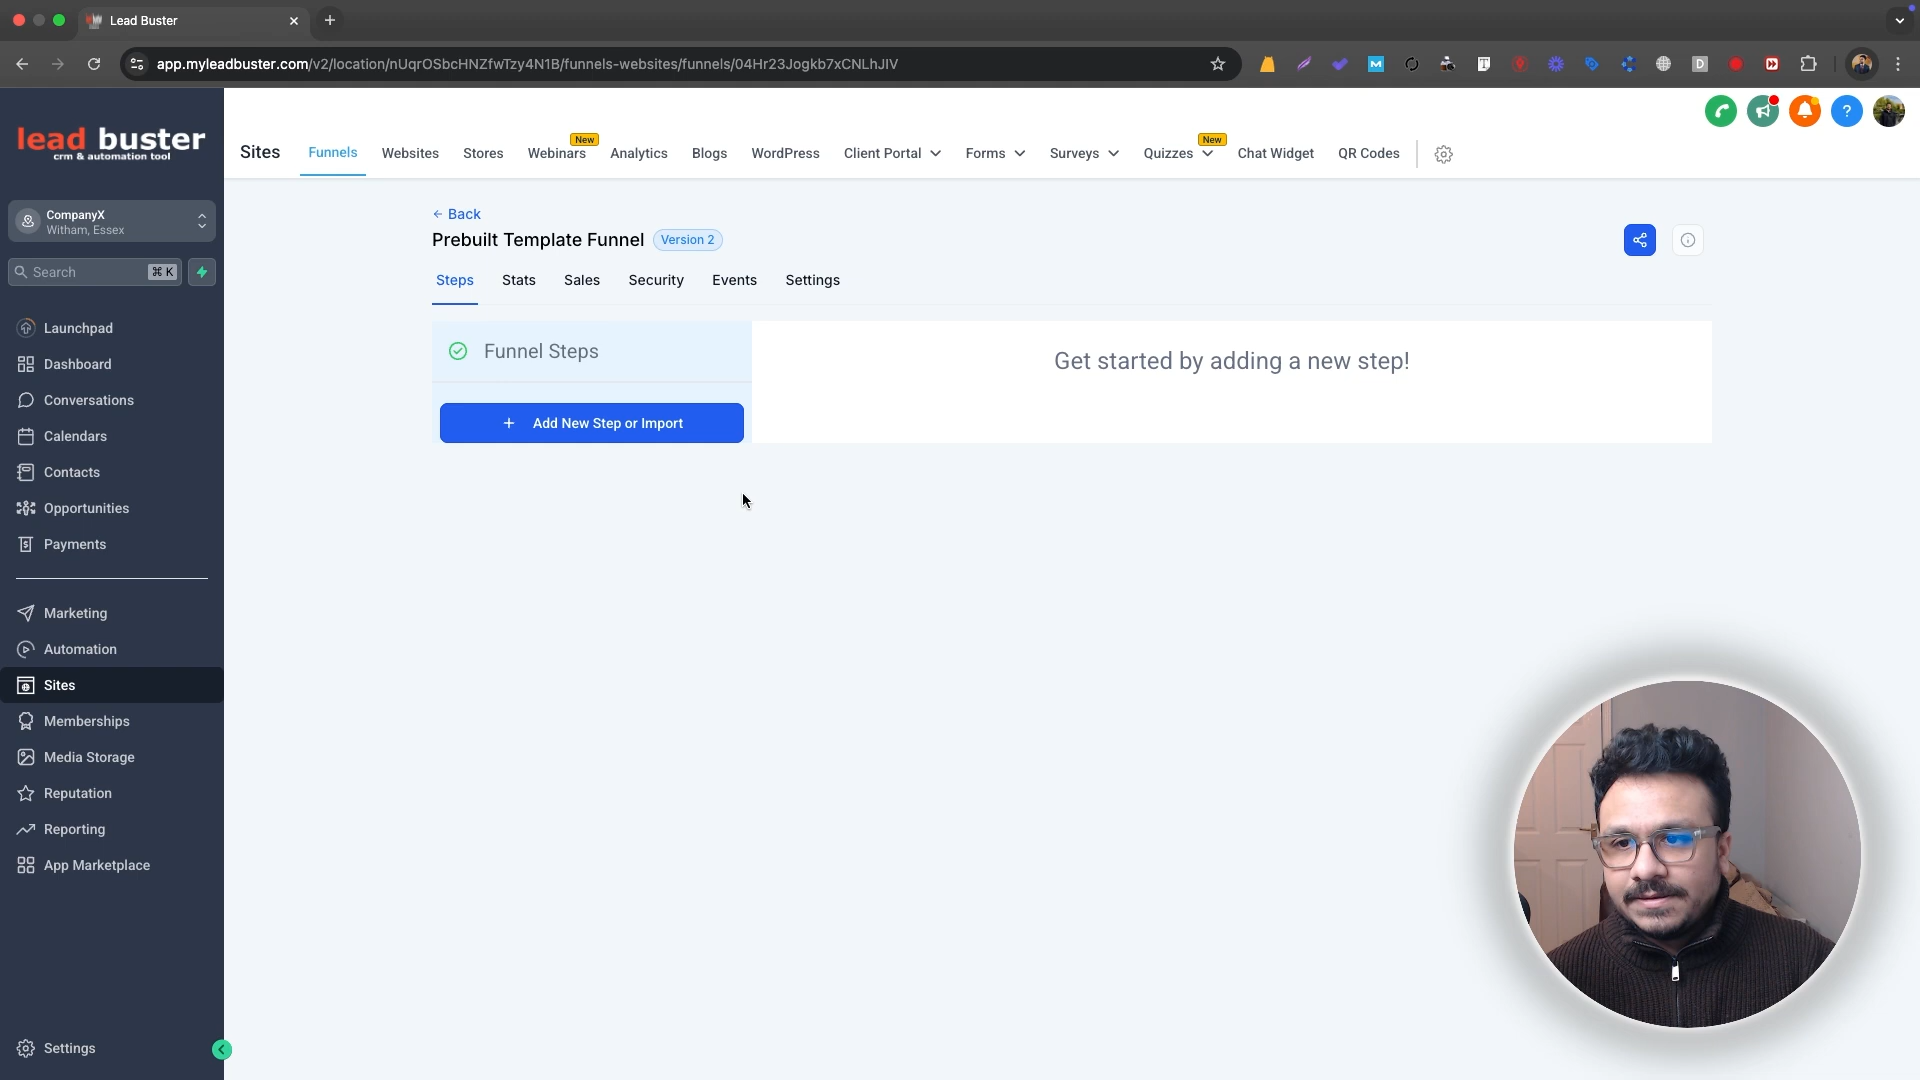 Lead Buster
app.myleadbuster.com/v2/location/nUqrOSbcHNZfwTzy4N1B/funnels-websites/funnels/04Hr23Jogkb7xCNLhJIV
lead buster
crm & automation tool
CompanyX
Witham, Essex
Search
⌘ K
Launchpad
Dashboard
Conversations
Calendars
Contacts
Opportunities
Payments
Marketing
Automation
Sites
Memberships
Media Storage
Reputation
Reporting
App Marketplace
Settings
New
New
Sites Funnels Websites Stores Webinars Analytics Blogs WordPress Client Portal Forms Surveys Quizzes Chat Widget QR Codes
← Back
Prebuilt Template Funnel Version 2
Steps Stats Sales Security Events Settings
Funnel Steps
+ Add New Step or Import
Get started by adding a new step!